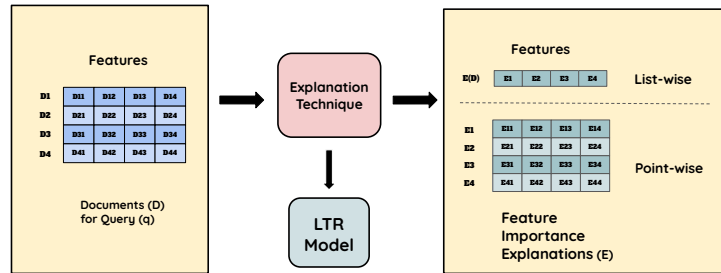 Features
D1 D11 D12 D13 D14
D2 D21 D22 D23 D24
D3 D31 D32 D33 D34
D4 D41 D42 D43 D44
Documents (D)
for Query (q)
Explanation
Technique
LTR
Model
Features
E(D) E1 E2 E3 E4 List-wise
E1 E11 E12 E13 E14
E2 E21 E22 E23 E24
E3 E31 E32 E33 E34
E4 E41 E42 E43 E44
Point-wise
Feature
Importance
Explanations (E)